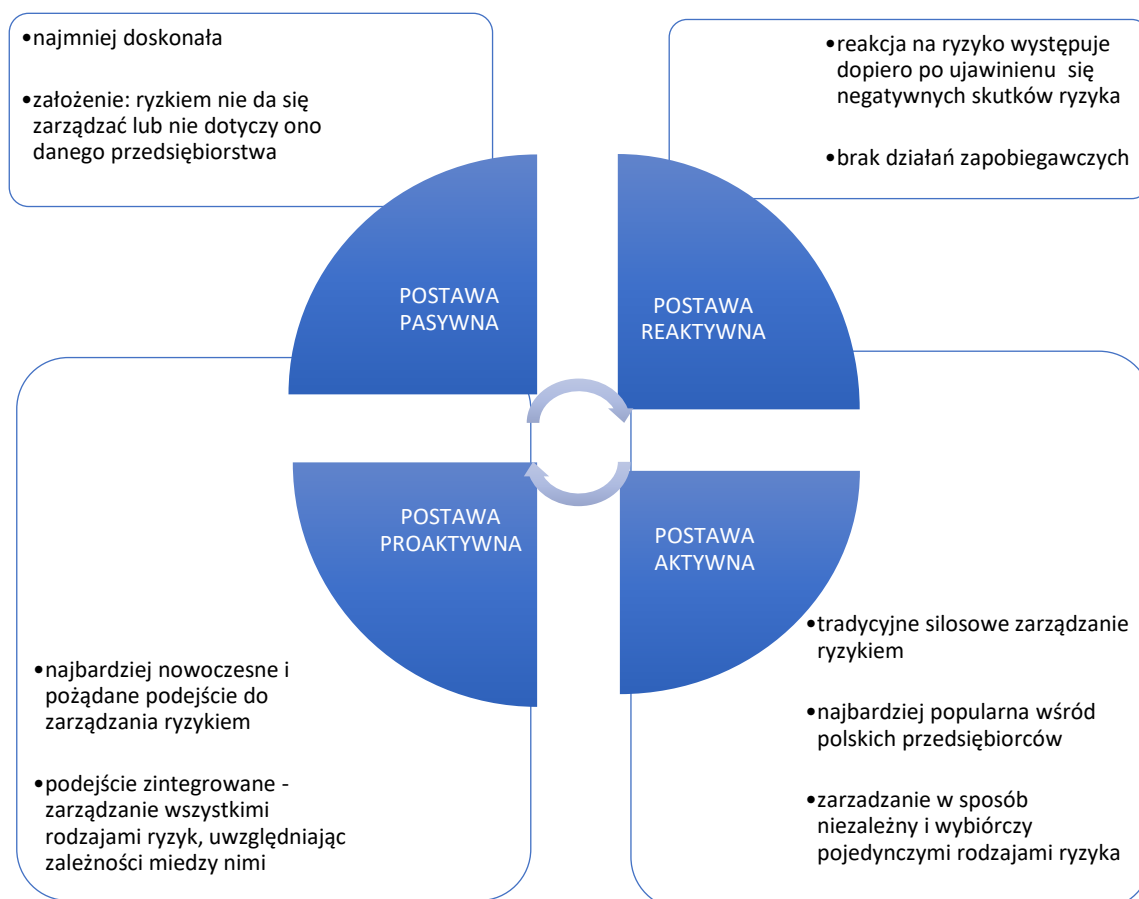 •najmniej doskonała
•założenie: ryzkiem nie da się
zarządzać lub nie dotyczy ono
danego przedsiębiorstwa
•reakcja na ryzyko występuje
dopiero po ujawinienu się
negatywnych skutków ryzyka
•brak działań zapobiegawczych
POSTAWA
PASYWNA
POSTAWA
REAKTYWNA
POSTAWA
PROAKTYWNA
POSTAWA
AKTYWNA
•najbardziej nowoczesne i
pożądane podejście do
zarządzania ryzykiem
•podejście zintegrowane -
zarządzanie wszystkimi
rodzajami ryzyk, uwzględniając
zależności miedzy nimi
•tradycyjne silosowe zarządzanie
ryzykiem
•najbardziej popularna wśród
polskich przedsiębiorców
•zarzadzanie w sposób
niezależny i wybiórczy
pojedynczymi rodzajami ryzyka